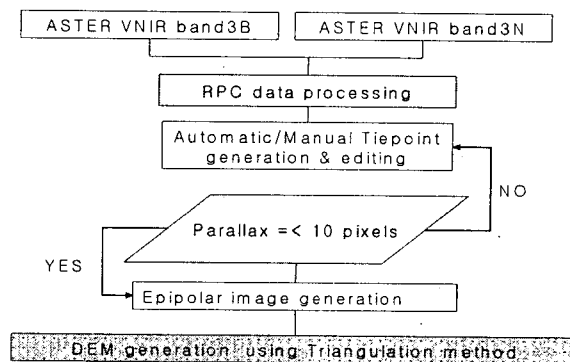 ASTER VNIR band3B
ASTER VNIR band3N
RPC data processing
Automatic/Manual Tiepoint
generation & editing
NO
Parallax =< 10 pixels
YES
Epipolar image generation
DEM generation using Triangulation method